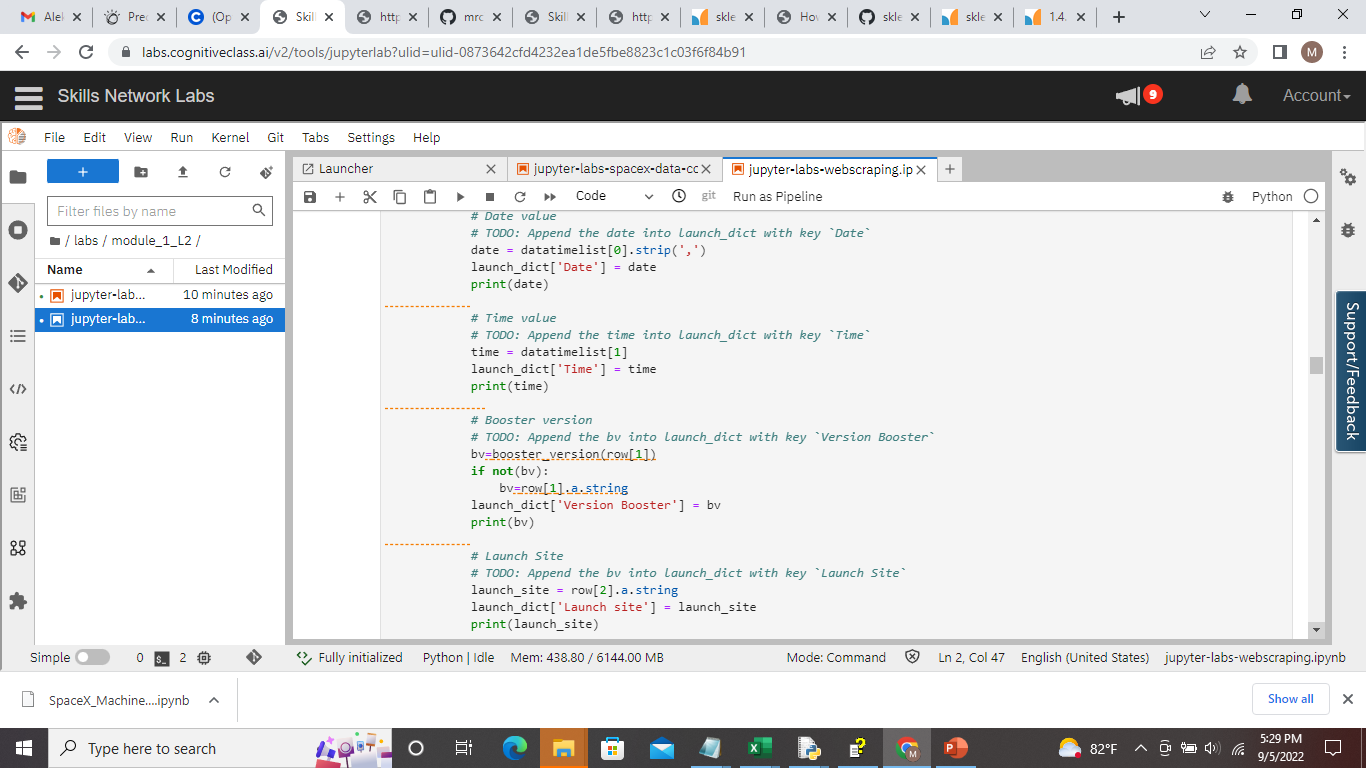 Alek
Prec
(Op
Skil
http
mrc
Skil
http
skle
Hov
skle
skle
1.4.
labs.cognitiveclass.ai/v2/tools/jupyterlab?ulid=ulid-0873642cfd4232ea1de5fbe8823c1c03f6f84b91
M
Skills Network Labs
9
Account
File Edit View Run Kernel Git Tabs Settings Help
Launcher
jupyter-labs-spacex-data-cc
jupyter-labs-webscraping.ip
Code
git
Run as Pipeline
Python
Filter files by name
/ labs / module_1_L2 /
Name Last Modified
jupyter-lab... 10 minutes ago
jupyter-lab... 8 minutes ago
# Date value
# TODO: Append the date into launch_dict with key `Date`
date = datatimelist[0].strip(',')
launch_dict['Date'] = date
print(date)
# Time value
# TODO: Append the time into launch_dict with key `Time`
time = datatimelist[1]
launch_dict['Time'] = time
print(time)
# Booster version
# TODO: Append the bv into launch_dict with key `Version Booster`
bv=booster_version(row[1])
if not(bv):
bv=row[1].a.string
launch_dict['Version Booster'] = bv
print(bv)
# Launch Site
# TODO: Append the bv into launch_dict with key `Launch Site`
launch_site = row[2].a.string
launch_dict['Launch site'] = launch_site
print(launch_site)
Support/Feedback
Simple 0 2 Fully initialized Python | Idle Mem: 438.80 / 6144.00 MB Mode: Command Ln 2, Col 47 English (United States) jupyter-labs-webscraping.ipynb
SpaceX_Machine....ipynb
Show all
Type here to search
82°F
5:29 PM
9/5/2022